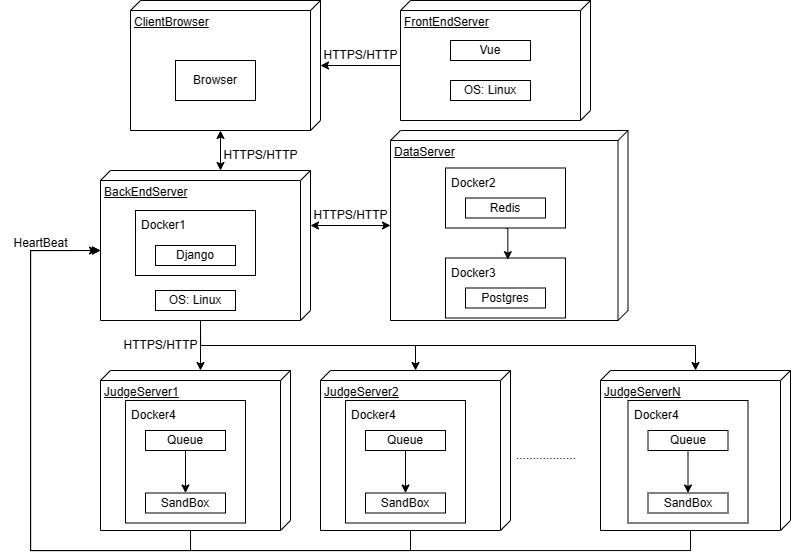 ClientBrowser
Browser
FrontEndServer
Vue
OS: Linux
HTTPS/HTTP
HTTPS/HTTP
BackEndServer
Docker1
Django
OS: Linux
HTTPS/HTTP
DataServer
Docker2
Redis
Docker3
Postgres
HeartBeat
HTTPS/HTTP
JudgeServer1
Docker4
Queue
SandBox
JudgeServer2
Docker4
Queue
SandBox
JudgeServerN
Docker4
Queue
SandBox